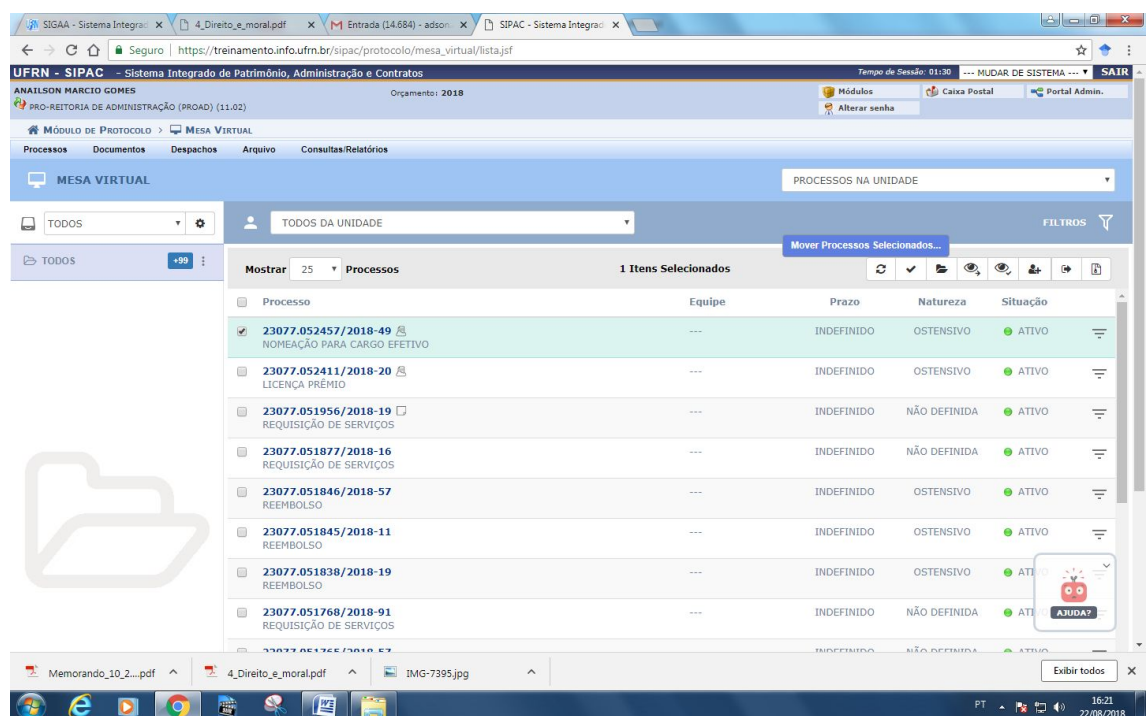 SIGAA - Sistema Integrad
4_Direito_e_moral.pdf
Entrada (14.684) - adson
SIPAC - Sistema Integrad
Seguro | https://treinamento.info.ufrn.br/sipac/protocolo/mesa_virtual/lista.jsf
UFRN - SIPAC - Sistema Integrado de Patrimônio, Administração e Contratos
Tempo de Sessão: 01:30 --- MUDAR DE SISTEMA --- SAIR
ANAILSON MARCIO GOMES
Orçamento: 2018
Módulos Caixa Postal Portal Admin.
PRO-REITORIA DE ADMINISTRAÇÃO (PROAD) (11.02)
Alterar senha
MÓDULO DE PROTOCOLO > MESA VIRTUAL
Processos Documentos Despachos Arquivo Consultas/Relatórios
MESA VIRTUAL
PROCESSOS NA UNIDADE
TODOS
TODOS DA UNIDADE
FILTROS
Mover Processos Selecionados...
TODOS +99
Mostrar 25 Processos
1 Itens Selecionados
Processo Equipe Prazo Natureza Situação
23077.052457/2018-49 --- INDEFINIDO OSTENSIVO ATIVO
NOMEAÇÃO PARA CARGO EFETIVO
23077.052411/2018-20 --- INDEFINIDO OSTENSIVO ATIVO
LICENÇA PRÊMIO
23077.051956/2018-19 --- INDEFINIDO NÃO DEFINIDA ATIVO
REQUISIÇÃO DE SERVIÇOS
23077.051877/2018-16 --- INDEFINIDO NÃO DEFINIDA ATIVO
REQUISIÇÃO DE SERVIÇOS
23077.051846/2018-57 --- INDEFINIDO OSTENSIVO ATIVO
REEMBOLSO
23077.051845/2018-11 --- INDEFINIDO OSTENSIVO ATIVO
REEMBOLSO
23077.051838/2018-19 --- INDEFINIDO OSTENSIVO ATI
REEMBOLSO
23077.051768/2018-91 --- INDEFINIDO NÃO DEFINIDA ATI
REQUISIÇÃO DE SERVIÇOS
AJUDA?
Memorando_10_2....pdf
4_Direito_e_moral.pdf
IMG-7395.jpg
Exibir todos
PT
16:21
22/08/2018